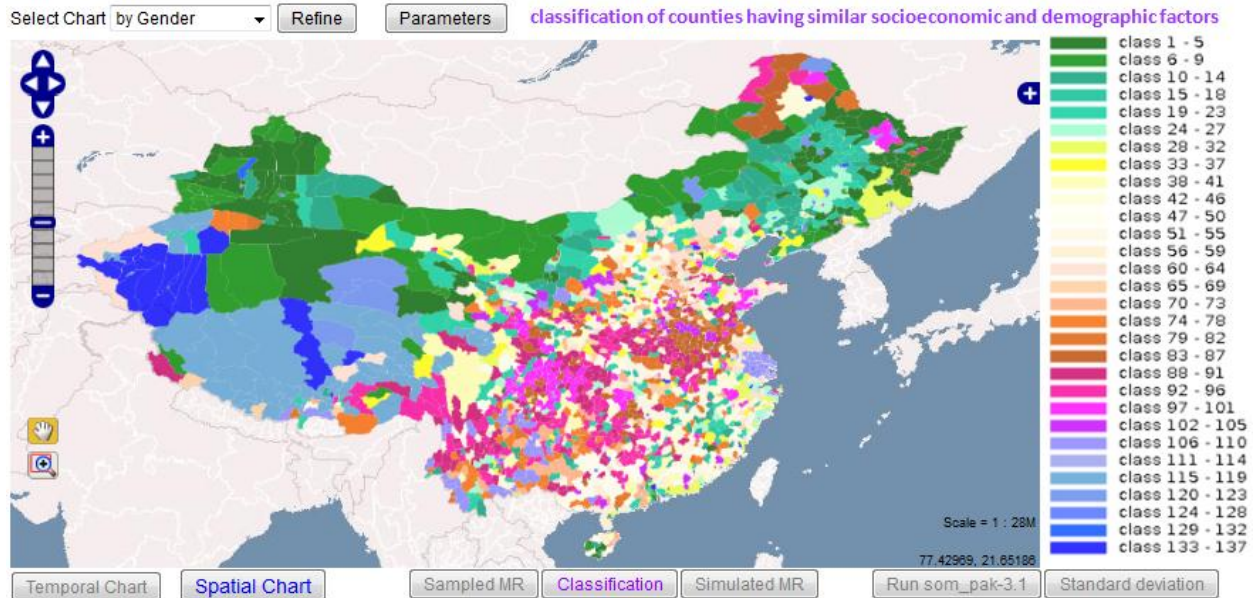 Select Chart by Gender Refine Parameters classification of counties having similar socioeconomic and demographic factors
class 1 - 5
class 6 - 9
class 10 - 14
class 15 - 18
class 19 - 23
class 24 - 27
class 28 - 32
class 33 - 37
class 38 - 41
class 42 - 46
class 47 - 50
class 51 - 55
class 56 - 59
class 60 - 64
class 65 - 69
class 70 - 73
class 74 - 78
class 79 - 82
class 83 - 87
class 88 - 91
class 92 - 96
class 97 - 101
class 102 - 105
class 106 - 110
class 111 - 114
class 115 - 119
class 120 - 123
class 124 - 128
class 129 - 132
class 133 - 137
Scale = 1 : 28M
77.42969, 21.65186
Temporal Chart Spatial Chart Sampled MR Classification Simulated MR Run som_pak-3.1 Standard deviation